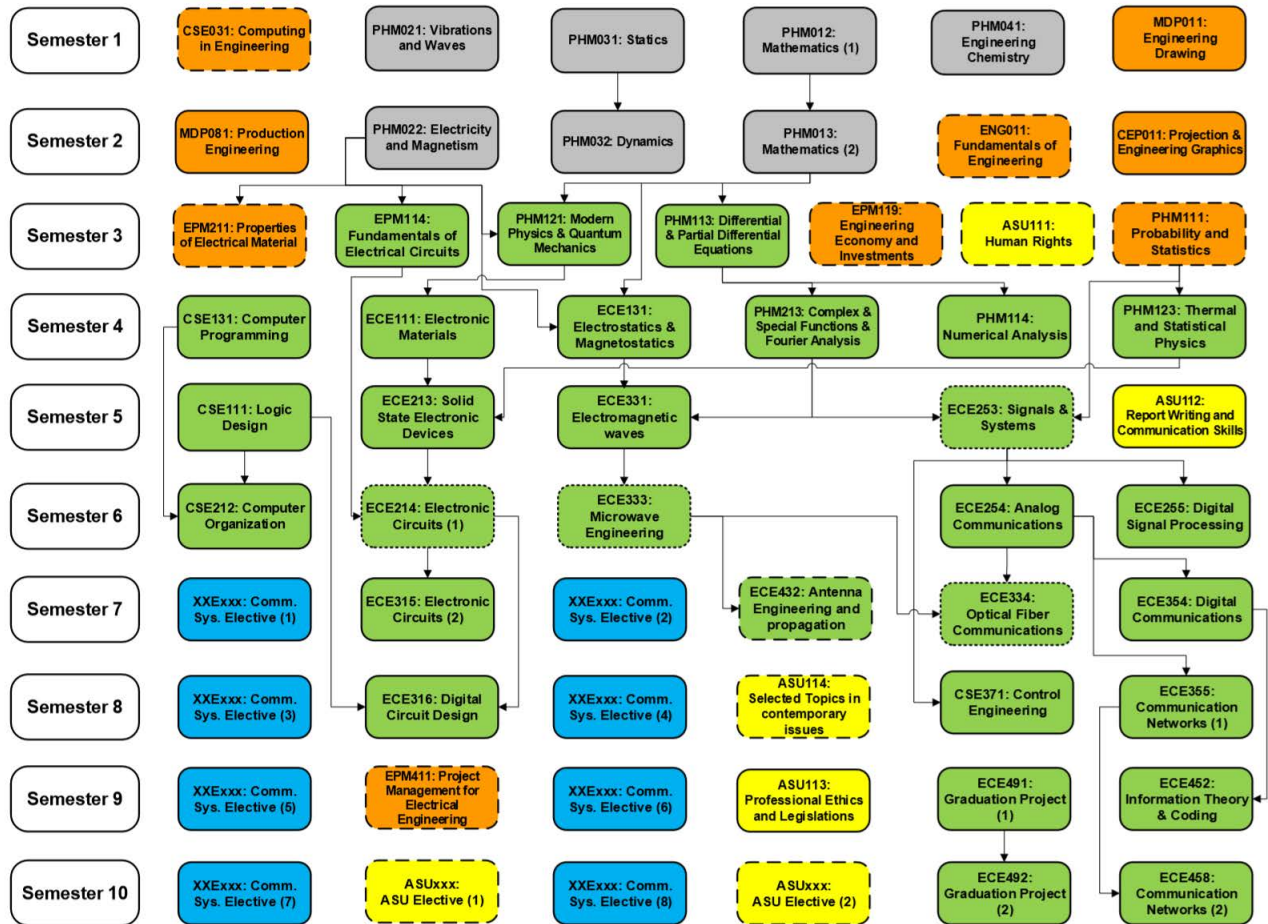 Semester 1
CSE031: Computing
in Engineering
PHM021: Vibrations
and Waves
PHM031: Statics
PHM012:
Mathematics (1)
PHM041:
Engineering
Chemistry
MDP011:
Engineering
Drawing
Semester 2
MDP081: Production
Engineering
PHM022: Electricity
and Magnetism
PHM032: Dynamics
PHM013:
Mathematics (2)
ENG011:
Fundamentals of
Engineering
CEP011: Projection &
Engineering Graphics
Semester 3
EPM211: Properties
of Electrical Material
EPM114:
Fundamentals of
Electrical Circuits
PHM121: Modern
Physics & Quantum
Mechanics
PHM113: Differential
& Partial Differential
Equations
EPM119:
Engineering
Economy and
Investments
ASU111:
Human Rights
PHM111:
Probability and
Statistics
Semester 4
CSE131: Computer
Programming
ECE111: Electronic
Materials
ECE131:
Electrostatics &
Magnetostatics
PHM213: Complex &
Special Functions &
Fourier Analysis
PHM114:
Numerical Analysis
PHM123: Thermal
and Statistical
Physics
Semester 5
CSE111: Logic
Design
ECE213: Solid
State Electronic
Devices
ECE331:
Electromagnetic
waves
ECE253: Signals &
Systems
ASU112:
Report Writing and
Communication Skills
Semester 6
CSE212: Computer
Organization
ECE214: Electronic
Circuits (1)
ECE333:
Microwave
Engineering
ECE254: Analog
Communications
ECE255: Digital
Signal Processing
Semester 7
XXExxx: Comm.
Sys. Elective (1)
ECE315: Electronic
Circuits (2)
XXExxx: Comm.
Sys. Elective (2)
ECE432: Antenna
Engineering and
propagation
ECE334:
Optical Fiber
Communications
ECE354: Digital
Communications
Semester 8
XXExxx: Comm.
Sys. Elective (3)
ECE316: Digital
Circuit Design
XXExxx: Comm.
Sys. Elective (4)
ASU114:
Selected Topics in
contemporary
issues
CSE371: Control
Engineering
ECE355:
Communication
Networks (1)
Semester 9
XXExxx: Comm.
Sys. Elective (5)
EPM411: Project
Management for
Electrical
Engineering
XXExxx: Comm.
Sys. Elective (6)
ASU113:
Professional Ethics
and Legislations
ECE491:
Graduation Project
(1)
ECE452:
Information Theory
& Coding
Semester 10
XXExxx: Comm.
Sys. Elective (7)
ASUxxx:
ASU Elective (1)
XXExxx: Comm.
Sys. Elective (8)
ASUxxx:
ASU Elective (2)
ECE492:
Graduation Project
(2)
ECE458:
Communication
Networks (2)